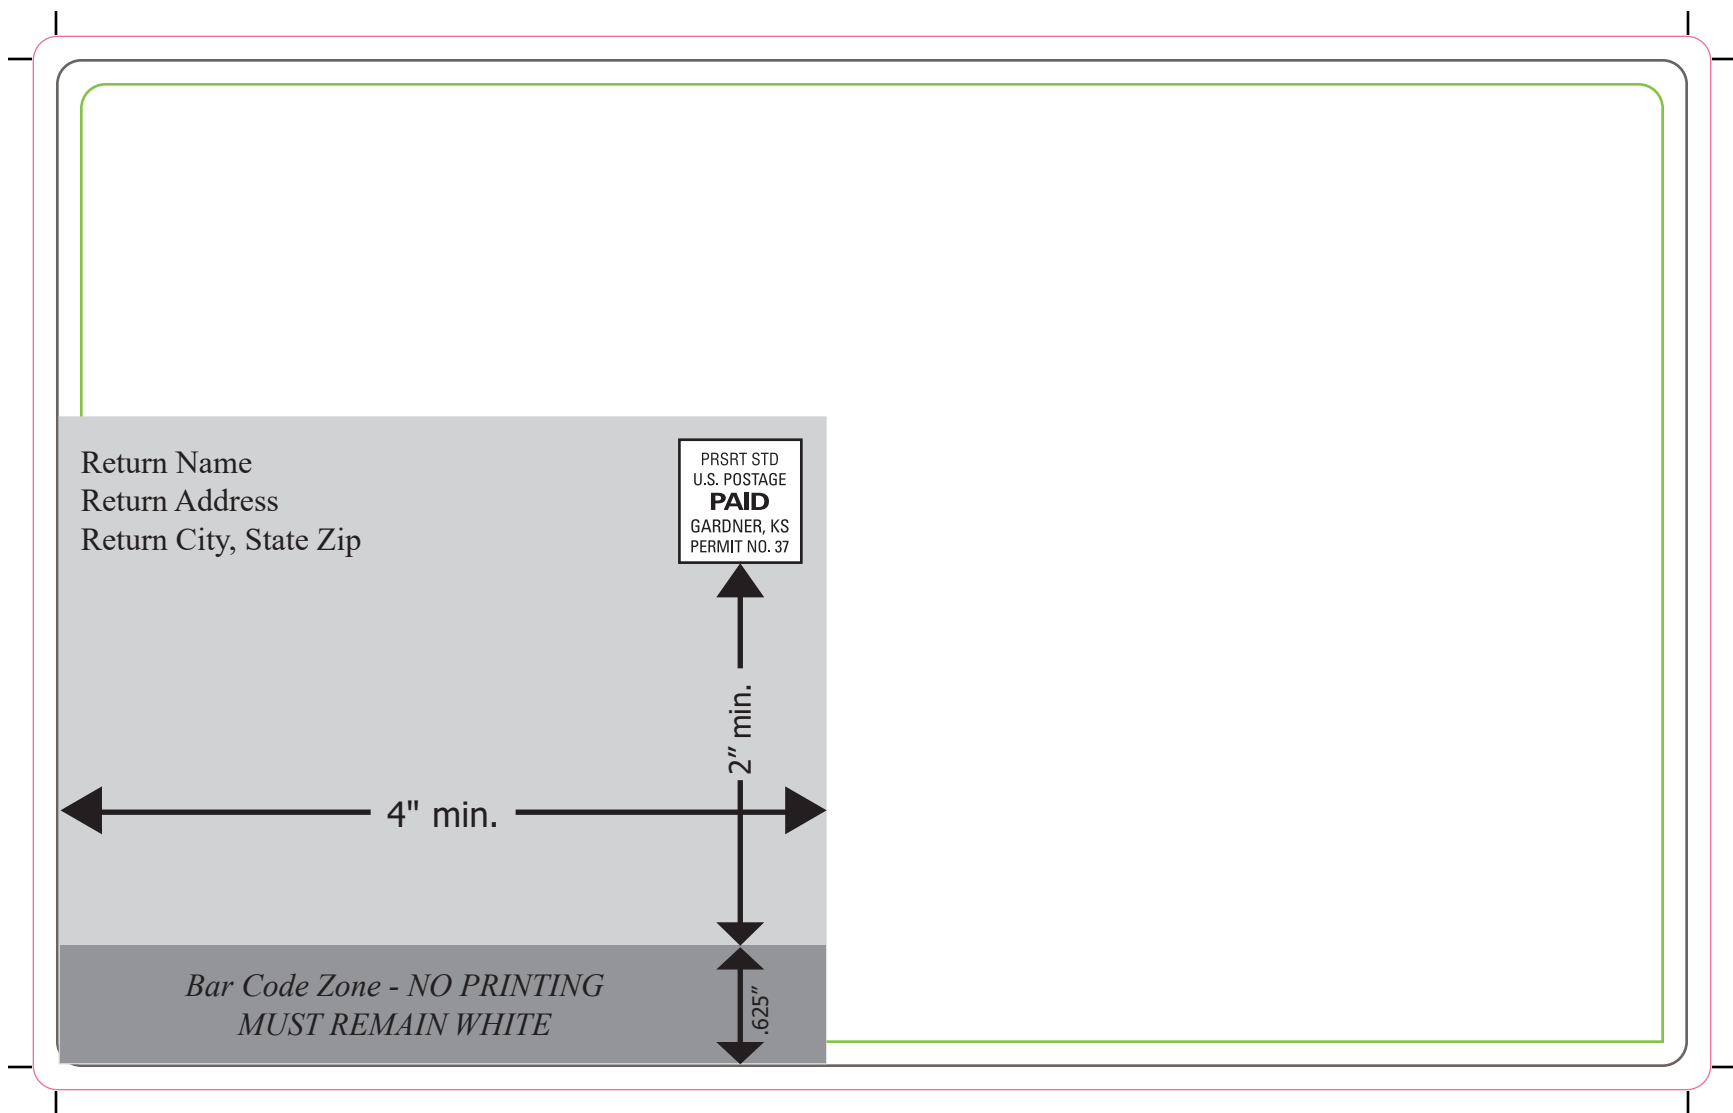 Return Name
Return Address
Return City, State Zip
PRSRT STD
U.S. POSTAGE
PAID
GARDNER, KS
PERMIT NO. 37
2″ min.
4" min.
Bar Code Zone - NO PRINTING
MUST REMAIN WHITE
.625″